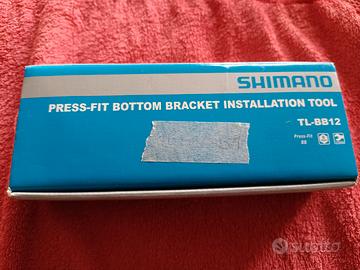 SHIMANO
PRESS-FIT BOTTOM BRACKET INSTALLATION TOOL
TL-BB12
Press-Fit
BB
subito